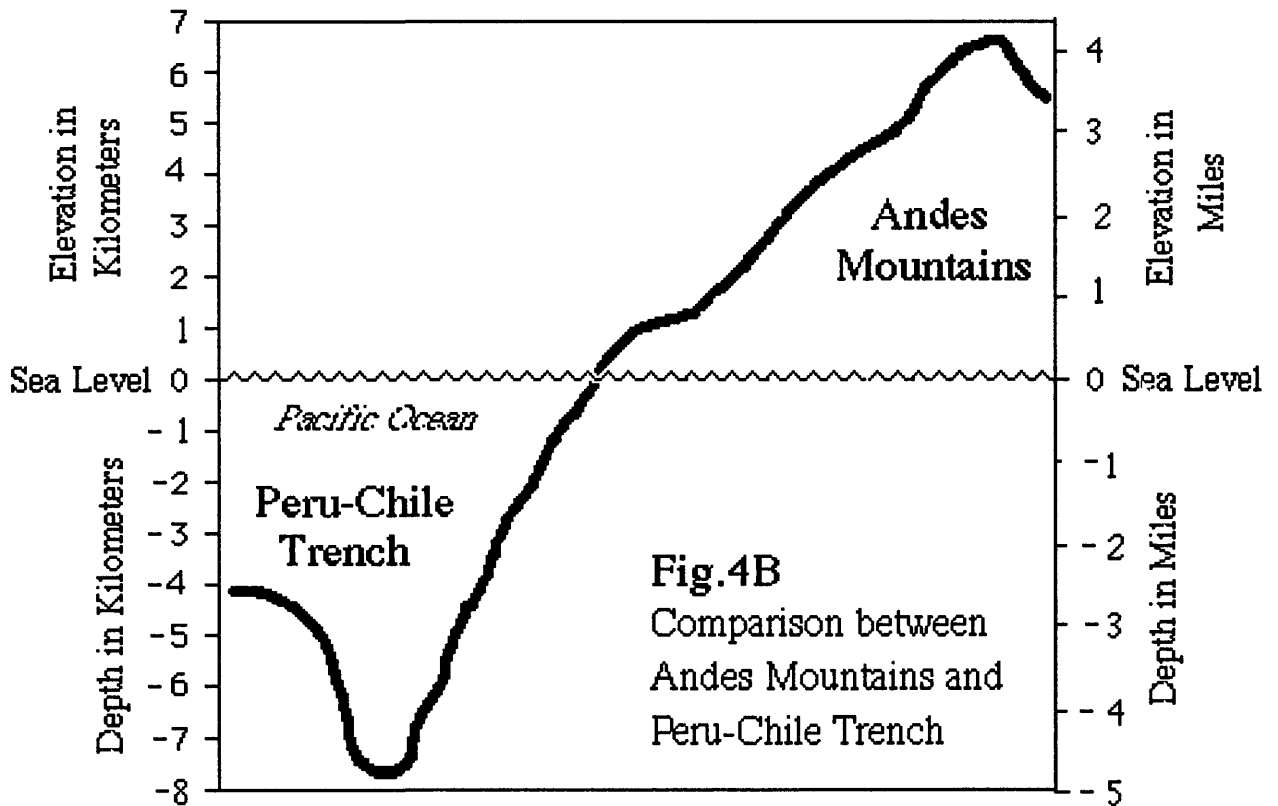 Elevation in
Kilometers
7
6
5
4
3
2
1
Sea Level 0
- 1
-2
-3
-4
-5
-6
-7
-8
Depth in Kilometers
Pacific Ocean
Peru-Chile
Trench
Andes
Mountains
Fig.4B
Comparison between
Andes Mountains and
Peru-Chile Trench
4
3
2
1
0 Sea Level
-1
- 2
-3
- 4
- 5
Elevation in
Miles
Depth in Miles